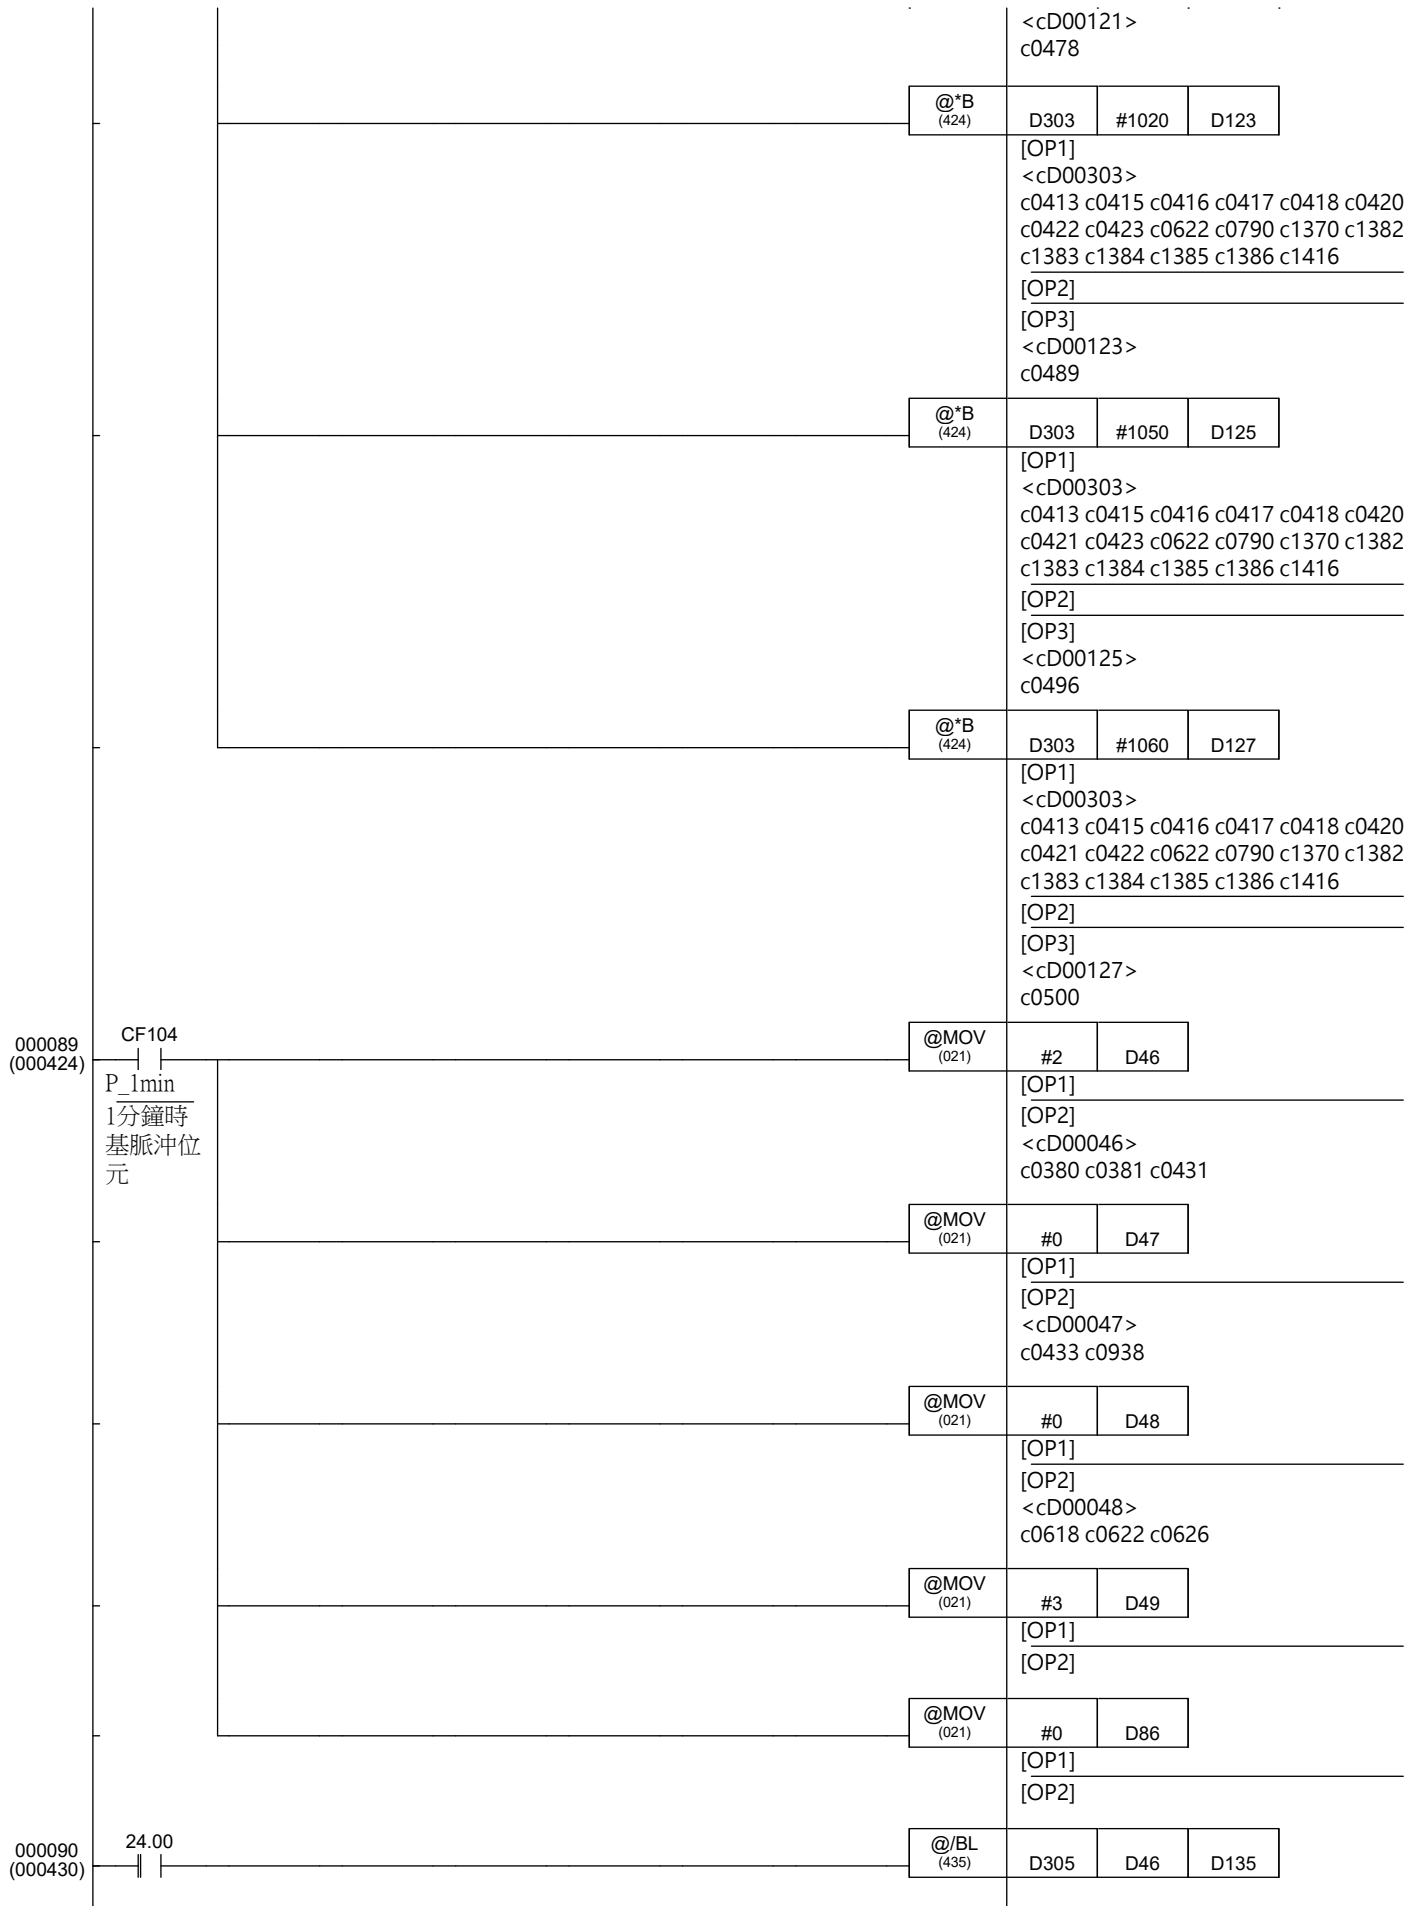 <cD00121>
c0478
@*B
(424)
D303 #1020 D123
[OP1]
<cD00303>
c0413 c0415 c0416 c0417 c0418 c0420
c0422 c0423 c0622 c0790 c1370 c1382
c1383 c1384 c1385 c1386 c1416
[OP2]
[OP3]
<cD00123>
c0489
@*B
(424)
D303 #1050 D125
[OP1]
<cD00303>
c0413 c0415 c0416 c0417 c0418 c0420
c0421 c0423 c0622 c0790 c1370 c1382
c1383 c1384 c1385 c1386 c1416
[OP2]
[OP3]
<cD00125>
c0496
@*B
(424)
D303 #1060 D127
[OP1]
<cD00303>
c0413 c0415 c0416 c0417 c0418 c0420
c0421 c0422 c0622 c0790 c1370 c1382
c1383 c1384 c1385 c1386 c1416
[OP2]
[OP3]
<cD00127>
c0500
000089
(000424)
CF104
P_1min
1分鐘時
基脈沖位
元
@MOV
(021)
#2 D46
[OP1]
[OP2]
<cD00046>
c0380 c0381 c0431
@MOV
(021)
#0 D47
[OP1]
[OP2]
<cD00047>
c0433 c0938
@MOV
(021)
#0 D48
[OP1]
[OP2]
<cD00048>
c0618 c0622 c0626
@MOV
(021)
#3 D49
[OP1]
[OP2]
@MOV
(021)
#0 D86
[OP1]
[OP2]
000090
(000430)
24.00
@/BL
(435)
D305 D46 D135